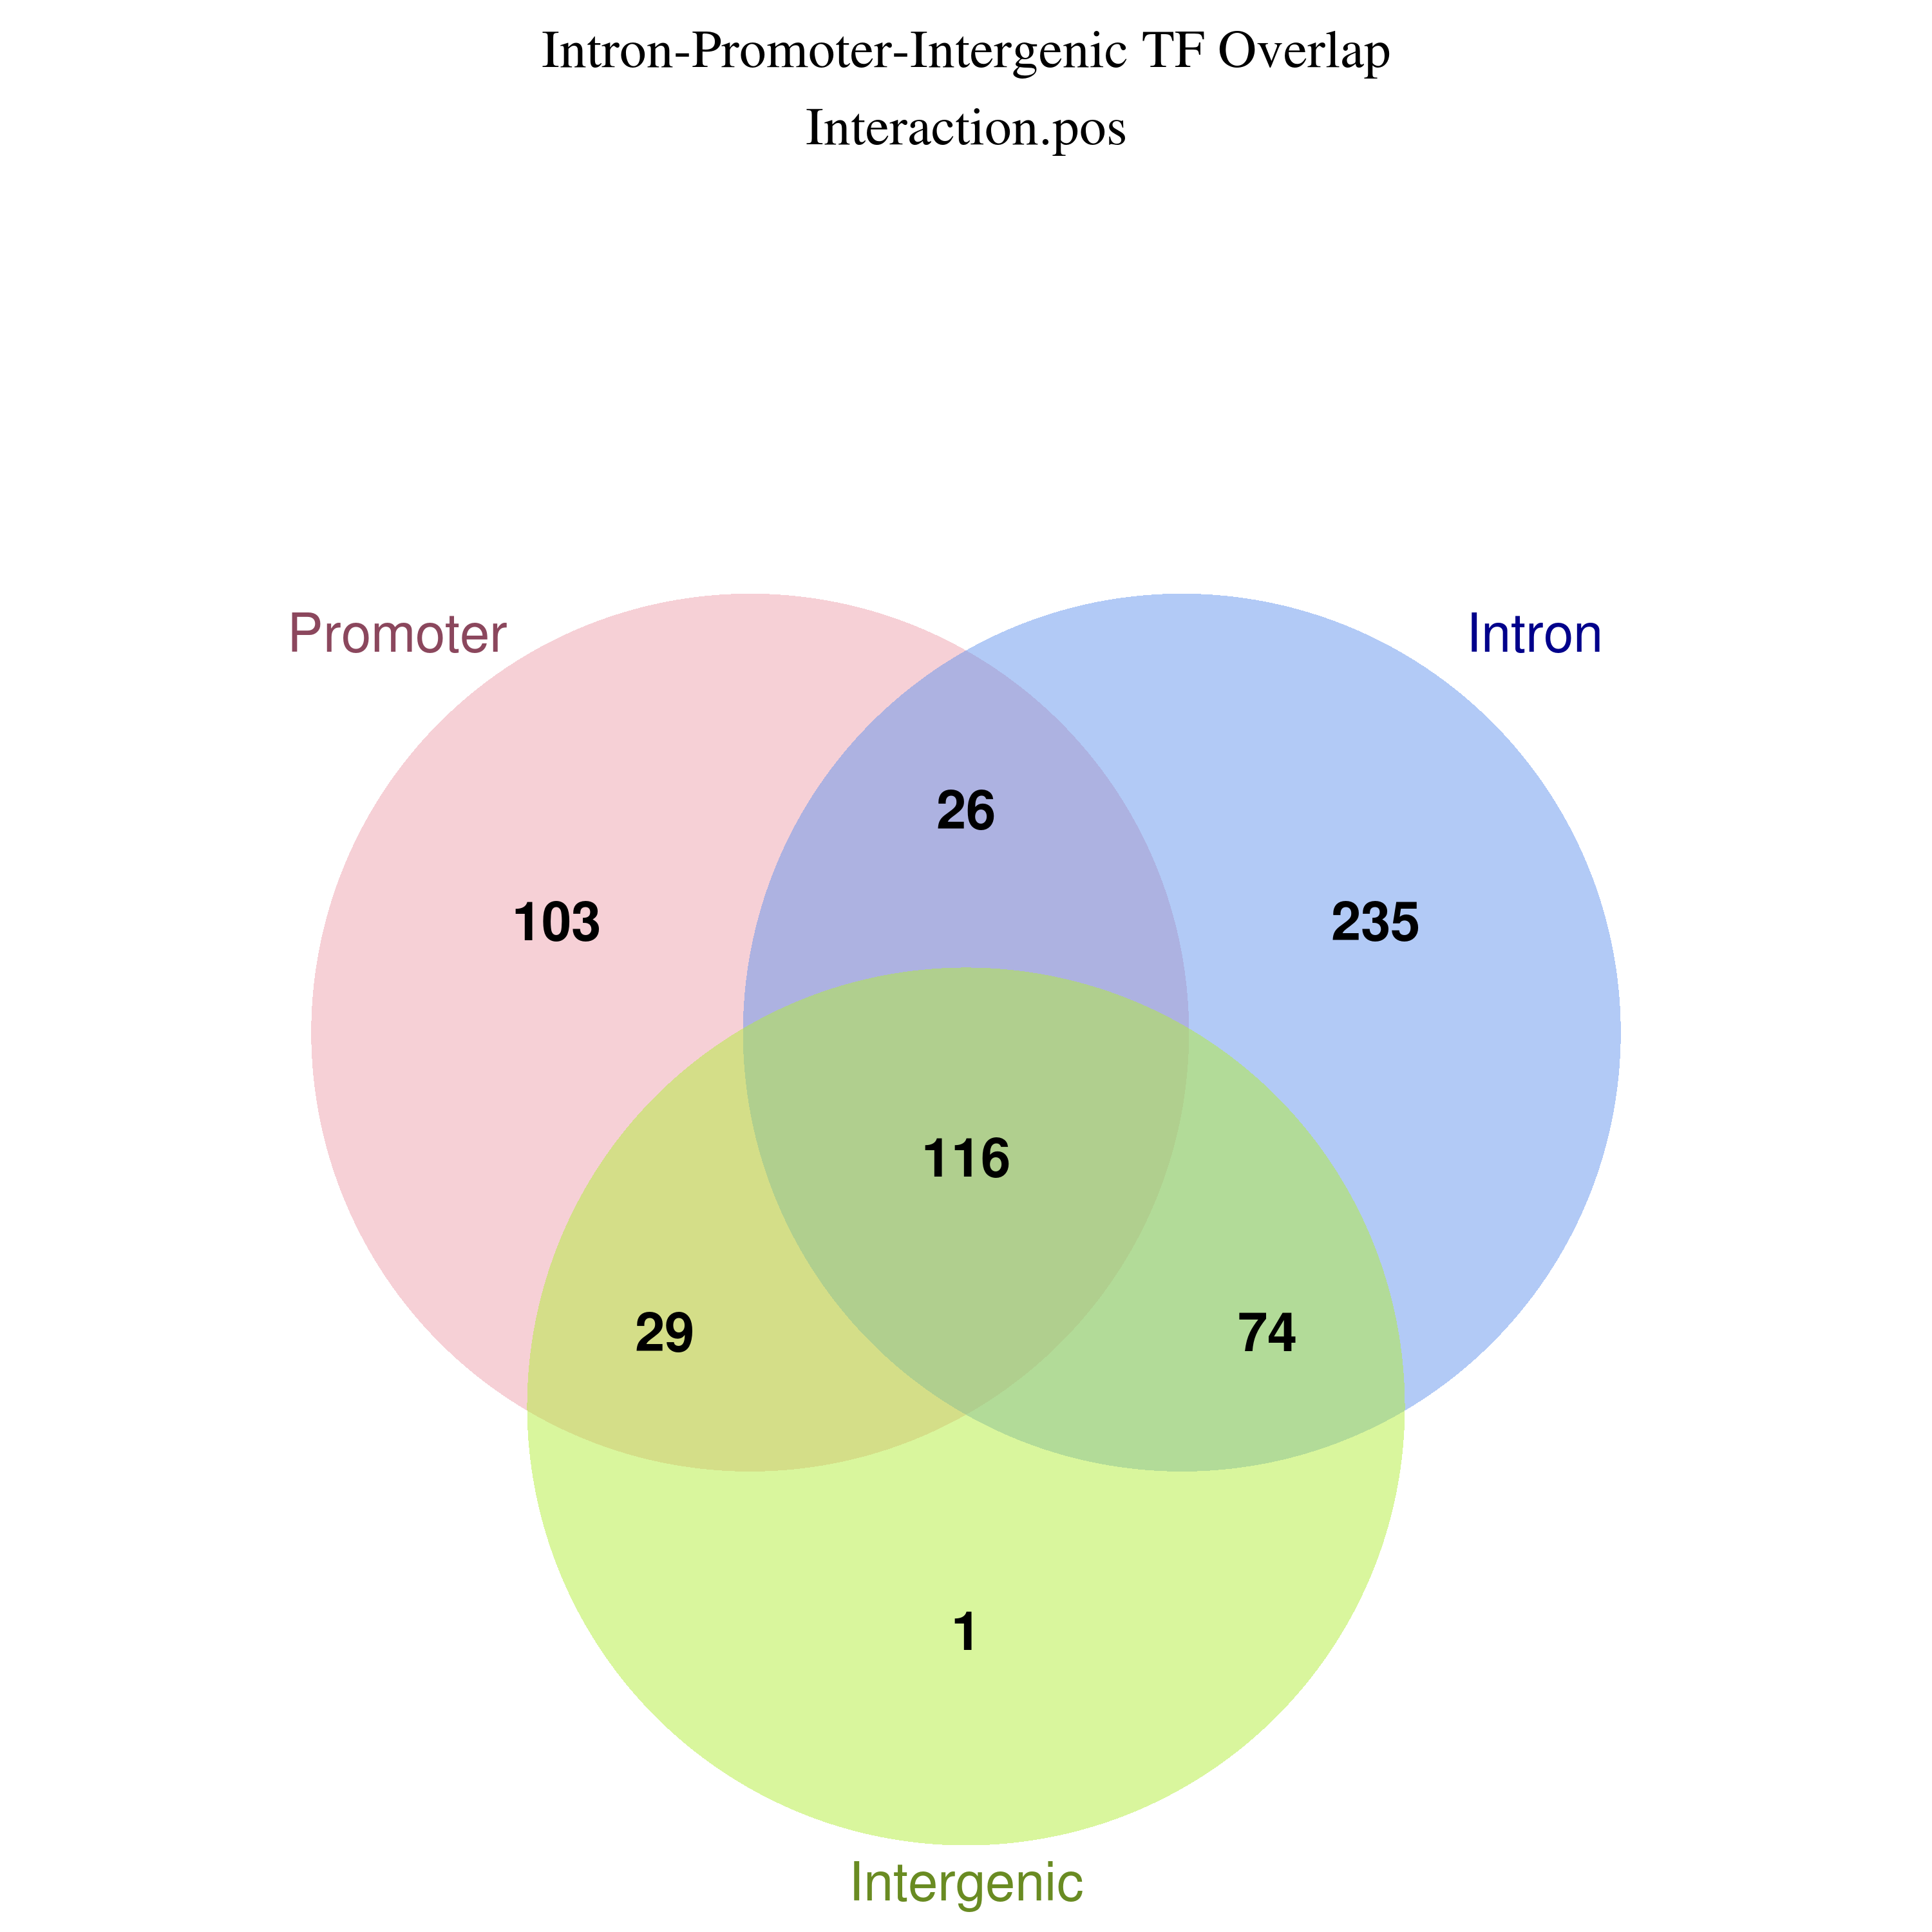 Intron-Promoter-Intergenic TF Overlap
Interaction.pos
Promoter
Intron
26
103
235
116
29
74
1
Intergenic